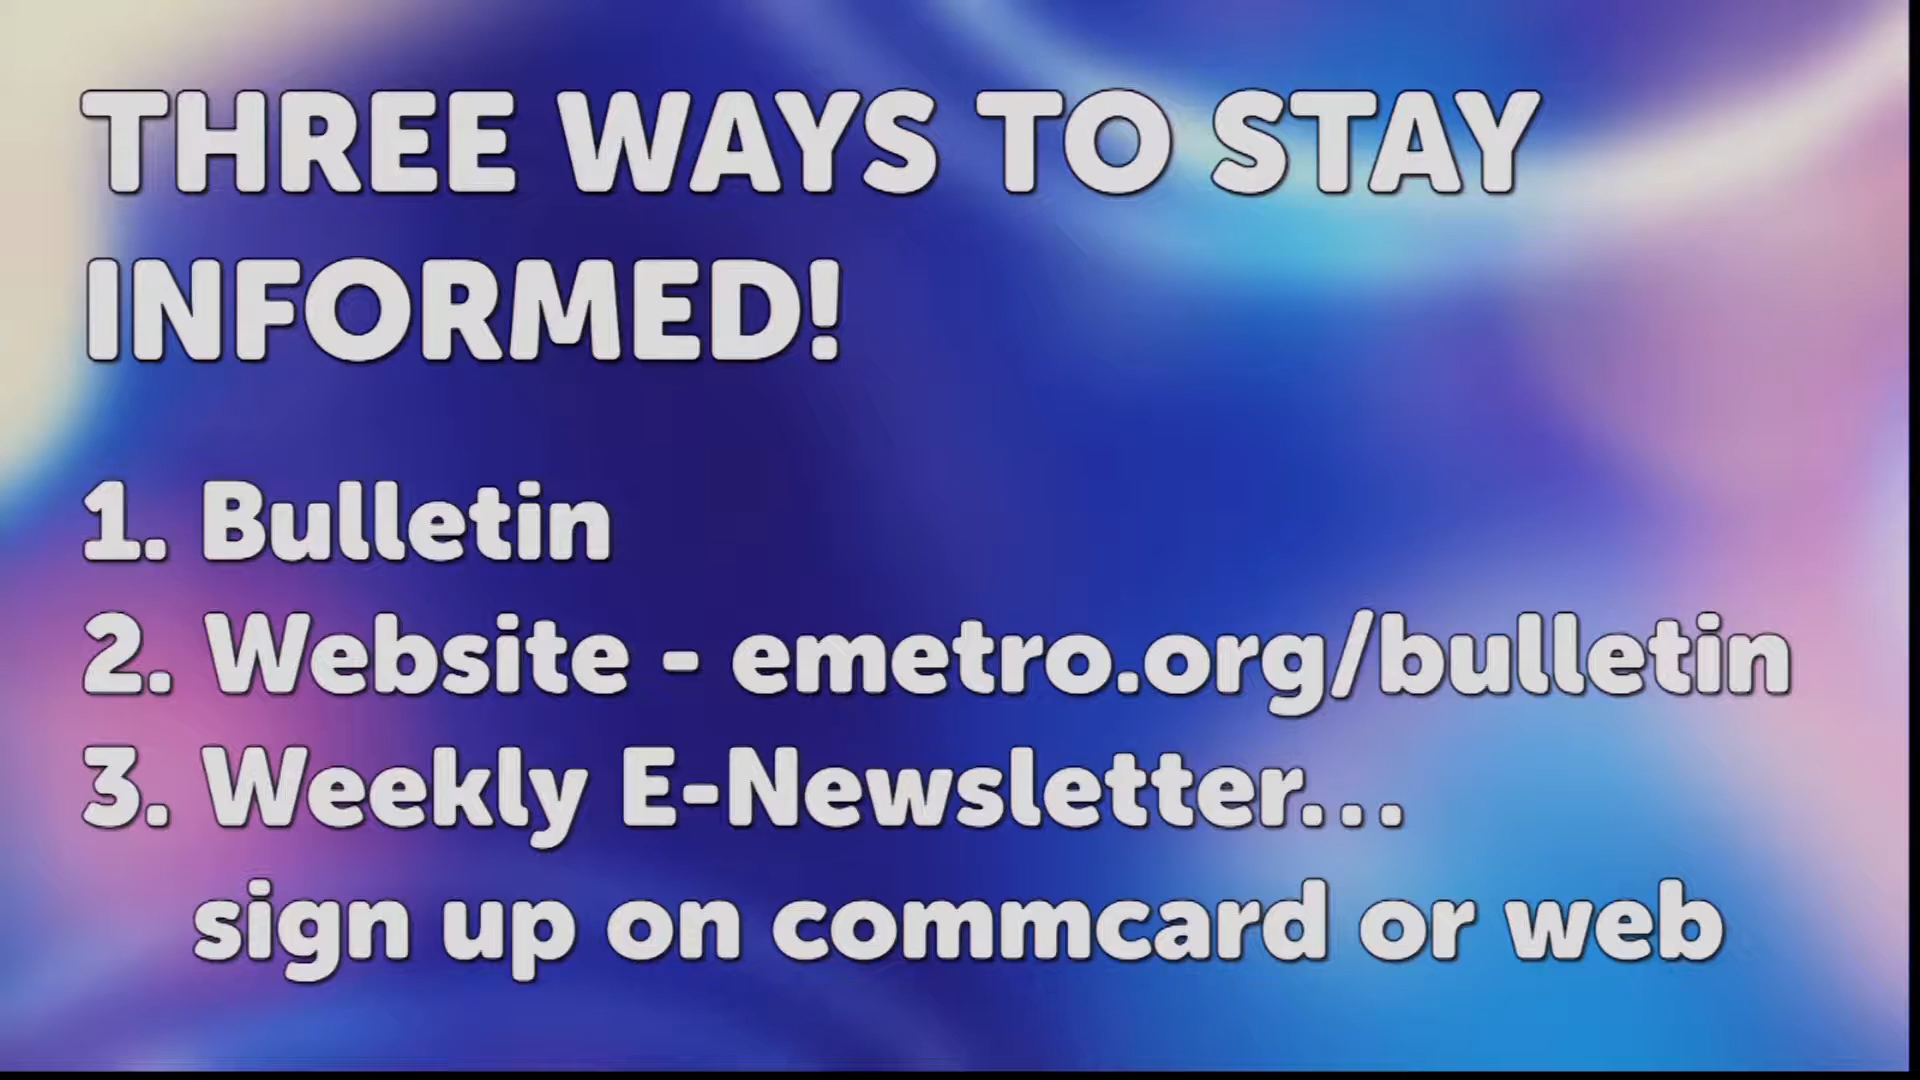 THREE WAYS TO STAY
INFORMED!
1. Bulletin
2. Website - emetro.org/bulletin
3. Weekly E-Newsletter...
sign up on commcard or web